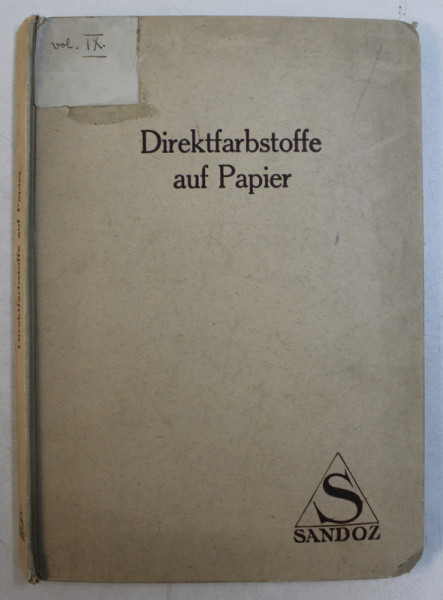 vol. IX.
Direktfarbstoffe
auf Papier
Direktfarbstoffe auf Papier
S
SANDOZ